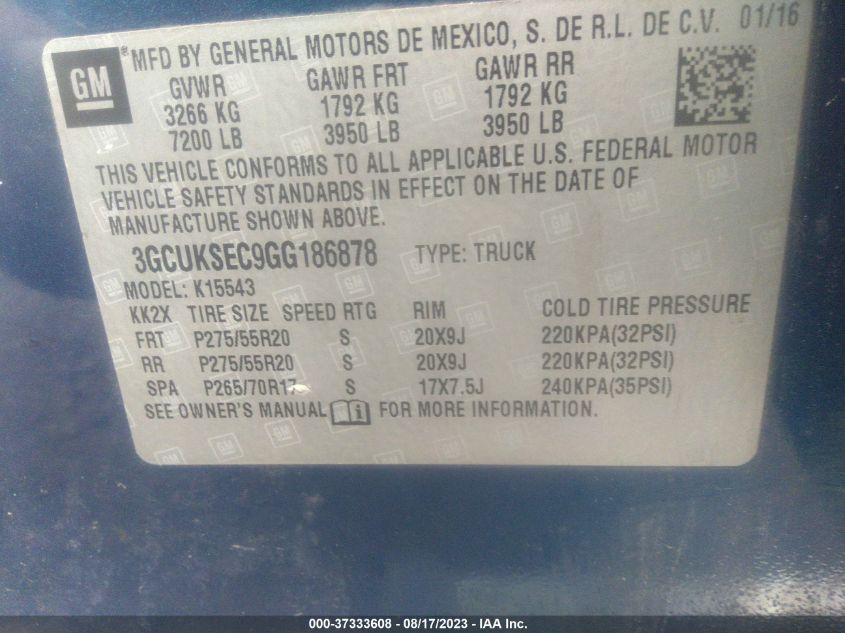 GM
® MFD BY GENERAL MOTORS DE MEXICO, S. DE R.L. DE C.V. 01/16
GVWR GAWR FRT GAWR RR
3266 KG 1792 KG 1792 KG
7200 LB 3950 LB 3950 LB
THIS VEHICLE CONFORMS TO ALL APPLICABLE U.S. FEDERAL MOTOR
VEHICLE SAFETY STANDARDS IN EFFECT ON THE DATE OF
MANUFACTURE SHOWN ABOVE.
3GCUKSEC9GG186878 TYPE: TRUCK
MODEL: K15543
KK2X TIRE SIZE SPEED RTG RIM COLD TIRE PRESSURE
FRT P275/55R20 S 20X9J 220KPA(32PSI)
RR P275/55R20 S 20X9J 220KPA(32PSI)
SPA P265/70R17 S 17X7.5J 240KPA(35PSI)
SEE OWNER'S MANUAL i FOR MORE INFORMATION.
000-37333608 - 08/17/2023 - IAA Inc.